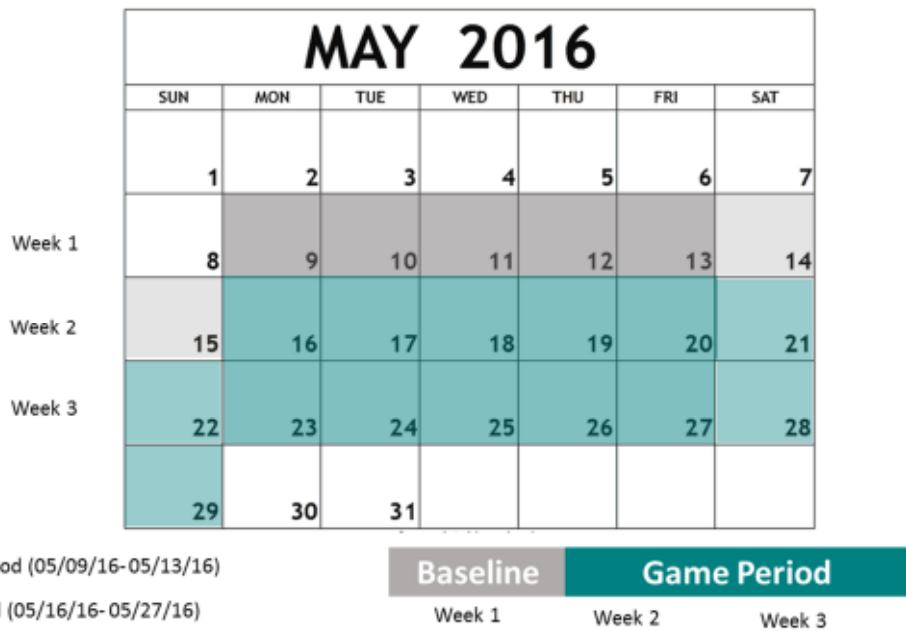 MAY 2016
SUN MON TUE WED THU FRI SAT
1 2 3 4 5 6 7
Week 1
8 9 10 11 12 13 14
Week 2
15 16 17 18 19 20 21
Week 3
22 23 24 25 26 27 28
29 30 31
od (05/09/16-05/13/16)
Baseline Game Period
(05/16/16-05/27/16)
Week 1 Week 2 Week 3